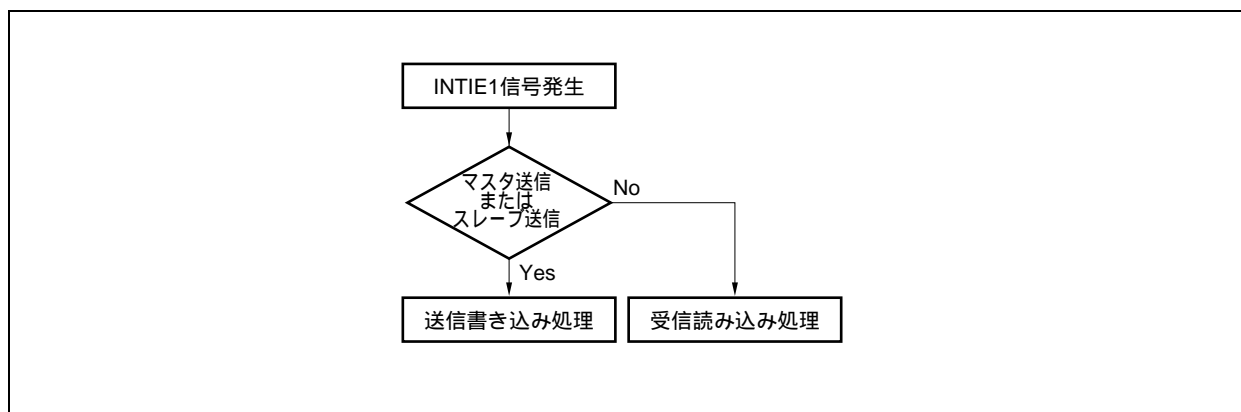 INTIE1信号発生
マスタ送信
または
スレーブ送信
No
Yes
送信書き込み処理
受信読み込み処理